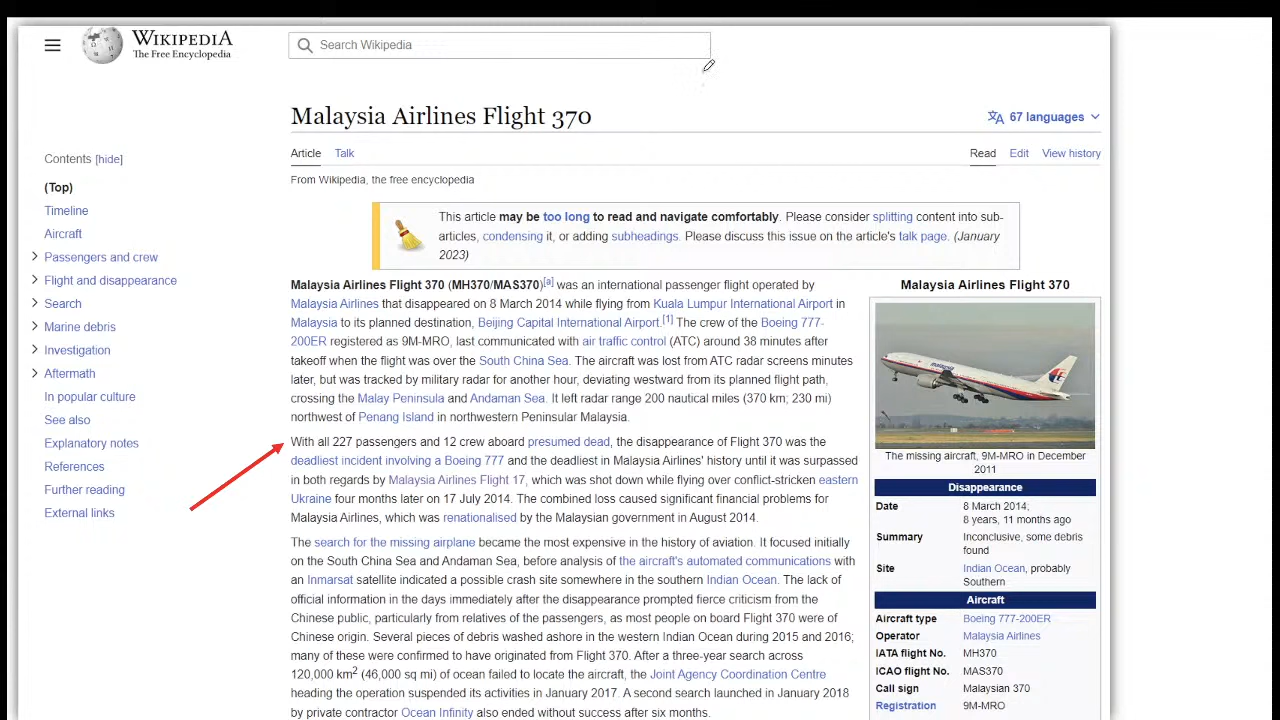 WIKIPEDIA
The Free Encyclopedia
Search Wikipedia
Malaysia Airlines Flight 370
67 languages
Article Talk
Read Edit View history
From Wikipedia, the free encyclopedia
Contents [hide]
(Top)
Timeline
Aircraft
Passengers and crew
Flight and disappearance
Search
Marine debris
Investigation
Aftermath
In popular culture
See also
Explanatory notes
References
Further reading
External links
This article may be too long to read and navigate comfortably. Please consider splitting content into sub-
articles, condensing it, or adding subheadings. Please discuss this issue on the article's talk page. (January
2023)
Malaysia Airlines Flight 370 (MH370/MAS370)[a] was an international passenger flight operated by
Malaysia Airlines that disappeared on 8 March 2014 while flying from Kuala Lumpur International Airport in
Malaysia to its planned destination, Beijing Capital International Airport.[1] The crew of the Boeing 777-
200ER registered as 9M-MRO, last communicated with air traffic control (ATC) around 38 minutes after
takeoff when the flight was over the South China Sea. The aircraft was lost from ATC radar screens minutes
later, but was tracked by military radar for another hour, deviating westward from its planned flight path,
crossing the Malay Peninsula and Andaman Sea. It left radar range 200 nautical miles (370 km; 230 mi)
northwest of Penang Island in northwestern Peninsular Malaysia.
With all 227 passengers and 12 crew aboard presumed dead, the disappearance of Flight 370 was the
deadliest incident involving a Boeing 777 and the deadliest in Malaysia Airlines' history until it was surpassed
in both regards by Malaysia Airlines Flight 17, which was shot down while flying over conflict-stricken eastern
Ukraine four months later on 17 July 2014. The combined loss caused significant financial problems for
Malaysia Airlines, which was renationalised by the Malaysian government in August 2014.
The search for the missing airplane became the most expensive in the history of aviation. It focused initially
on the South China Sea and Andaman Sea, before analysis of the aircraft's automated communications with
an Inmarsat satellite indicated a possible crash site somewhere in the southern Indian Ocean. The lack of
official information in the days immediately after the disappearance prompted fierce criticism from the
Chinese public, particularly from relatives of the passengers, as most people on board Flight 370 were of
Chinese origin. Several pieces of debris washed ashore in the western Indian Ocean during 2015 and 2016;
many of these were confirmed to have originated from Flight 370. After a three-year search across
120,000 km2 (46,000 sq mi) of ocean failed to locate the aircraft, the Joint Agency Coordination Centre
heading the operation suspended its activities in January 2017. A second search launched in January 2018
by private contractor Ocean Infinity also ended without success after six months.
Malaysia Airlines Flight 370
malaysia
The missing aircraft, 9M-MRO in December
2011
Disappearance
Date 8 March 2014;
8 years, 11 months ago
Summary Inconclusive, some debris
found
Site Indian Ocean, probably
Southern
Aircraft
Aircraft type Boeing 777-200ER
Operator Malaysia Airlines
IATA flight No. MH370
ICAO flight No. MAS370
Call sign Malaysian 370
Registration 9M-MRO